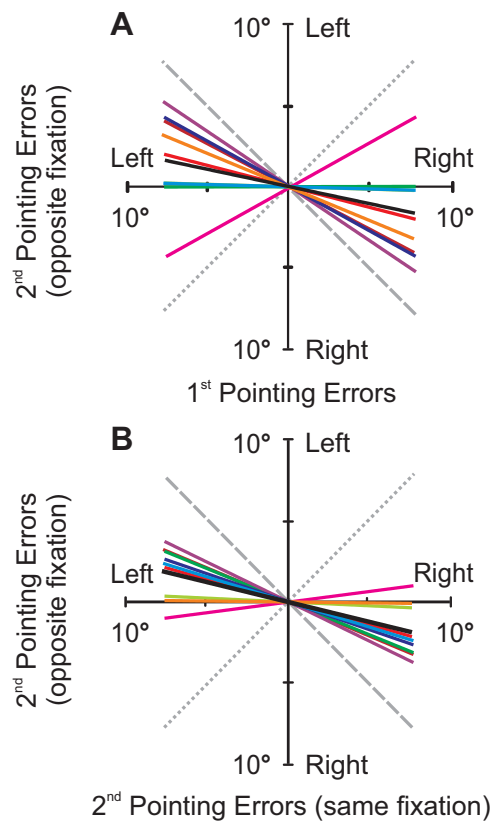 A
10° Left
2nd Pointing Errors
(opposite fixation)
Left Right
10° 10°
10° Right
1st Pointing Errors
B
10° Left
2nd Pointing Errors
(opposite fixation)
Left Right
10° 10°
10° Right
2nd Pointing Errors (same fixation)